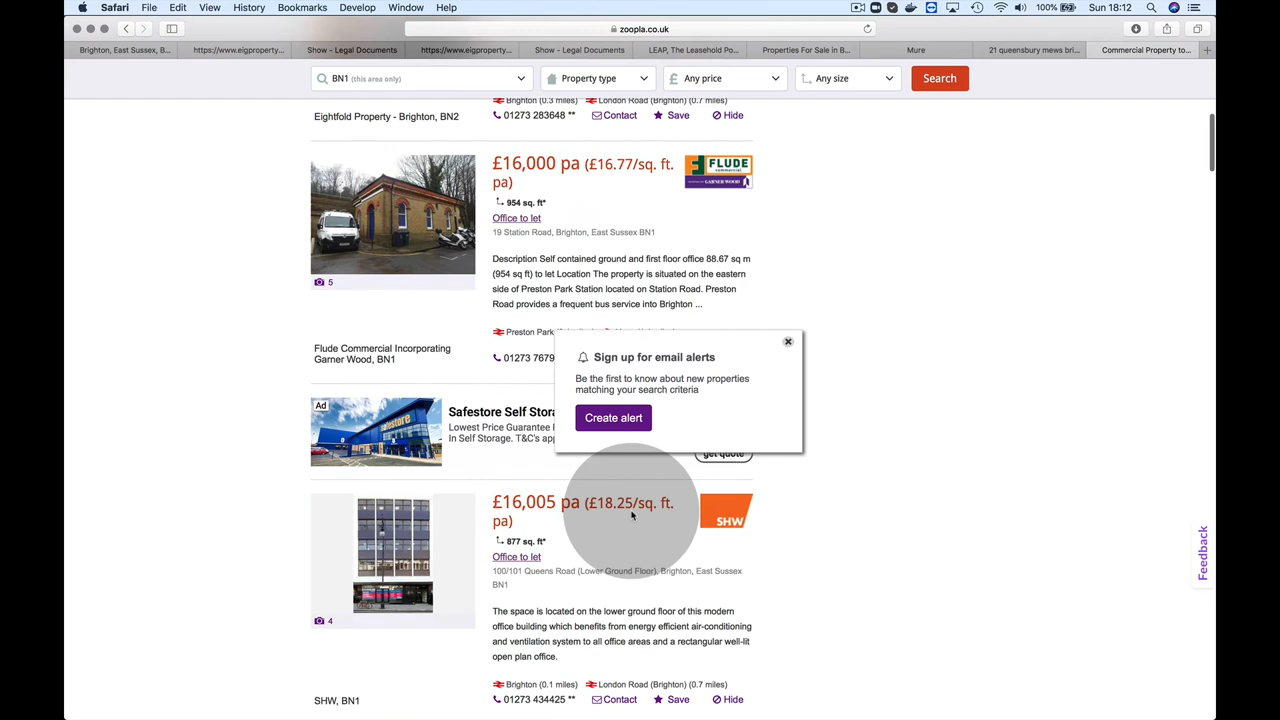 Safari File Edit View History Bookmarks Develop Window Help
100% Sun 18:12
zoopla.co.uk
Brighton, East Sussex, B... https://www.eigproperty... Show - Legal Documents https://www.eigproperty... Show - Legal Documents LEAP, The Leasehold Po... Properties For Sale in B... Mure 21 queensbury mews bri... Commercial Property to...
BN1 (this area only) Property type £ Any price Any size Search
Brighton (0.3 miles) London Road (Brighton) (0.7 miles)
Eightfold Property - Brighton, BN2
01273 283648 ** Contact Save Hide
£16,000 pa (£16.77/sq. ft.
pa)
FLUDE
COMMERCIAL
GARNER WOOD
954 sq. ft*
Office to let
19 Station Road, Brighton, East Sussex BN1
Description Self contained ground and first floor office 88.67 sq m
(954 sq ft) to let Location The property is situated on the eastern
side of Preston Park Station located on Station Road. Preston
Road provides a frequent bus service into Brighton ...
5
Preston Park
Flude Commercial Incorporating
Garner Wood, BN1
01273 7679
Sign up for email alerts
Be the first to know about new properties
matching your search criteria
Create alert
Ad
safestore
Safestore Self Stora
Lowest Price Guarantee
In Self Storage. T&C's app
get quote
£16,005 pa (£18.25/sq. ft.
pa)
SHW
877 sq. ft*
Office to let
100/101 Queens Road (Lower Ground Floor), Brighton, East Sussex
BN1
The space is located on the lower ground floor of this modern
office building which benefits from energy efficient air-conditioning
and ventilation system to all office areas and a rectangular well-lit
open plan office.
4
Brighton (0.1 miles) London Road (Brighton) (0.7 miles)
SHW, BN1
01273 434425 ** Contact Save Hide
Feedback